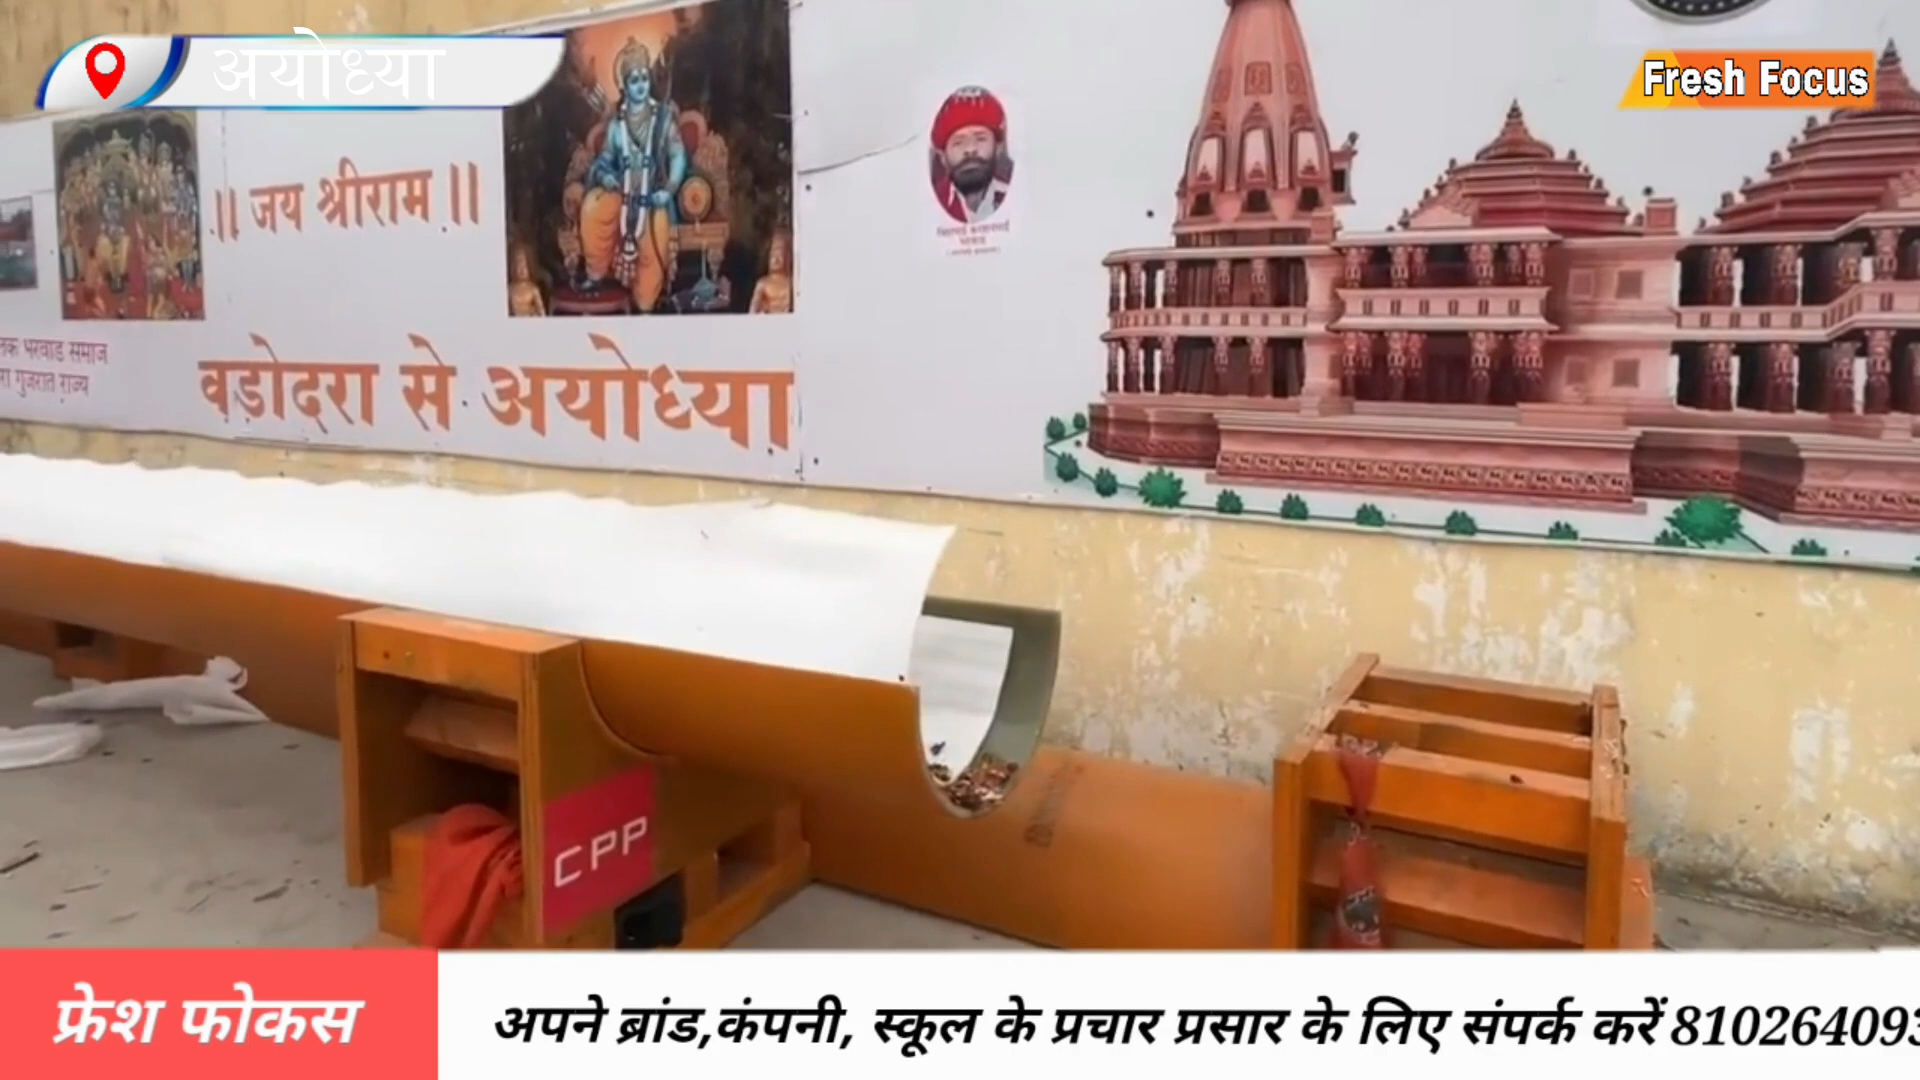 अयोध्या
Fresh Focus
|| जय श्रीराम ||
भरवाड समाज
गुजरात राज्य
वड़ोदरा से अयोध्या
CPP
फ्रेश फोकस
अपने ब्रांड,कंपनी, स्कूल के प्रचार प्रसार के लिए संपर्क करें 810264093